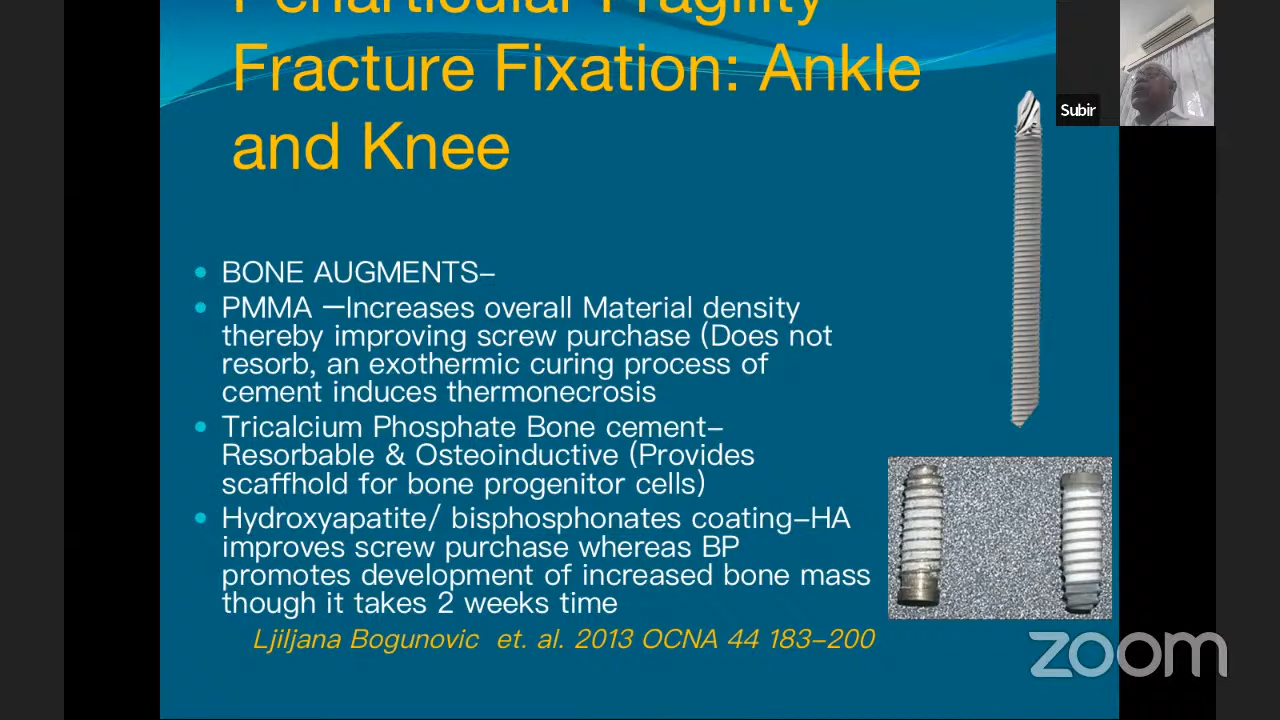 Periarticular Fragility
Fracture Fixation: Ankle
and Knee
Subir
• BONE AUGMENTS–
• PMMA —Increases overall Material density
thereby improving screw purchase (Does not
resorb, an exothermic curing process of
cement induces thermonecrosis
• Tricalcium Phosphate Bone cement–
Resorbable & Osteoinductive (Provides
scaffhold for bone progenitor cells)
• Hydroxyapatite/ bisphosphonates coating–HA
improves screw purchase whereas BP
promotes development of increased bone mass
though it takes 2 weeks time
Ljiljana Bogunovic et. al. 2013 OCNA 44 183–200
zoom